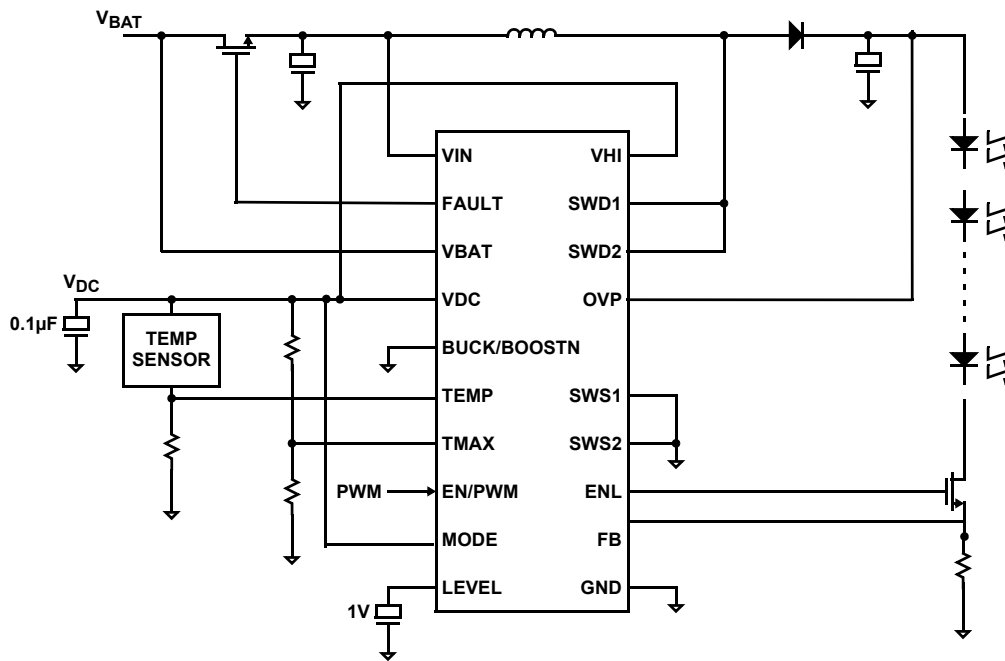 VBAT
VIN
VHI
FAULT
SWD1
VBAT
SWD2
VDC
VDC
OVP
0.1µF
TEMP
SENSOR
BUCK/BOOSTN
TEMP
SWS1
TMAX
SWS2
PWM
EN/PWM
ENL
MODE
FB
LEVEL
GND
1V